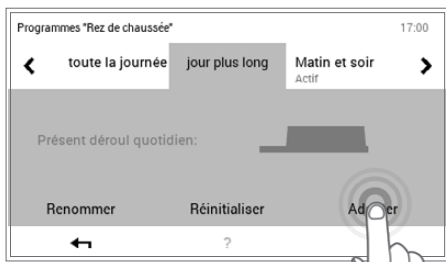 Programmes "Rez de chaussée" 17:00
toute la journée jour plus long Matin et soir
Actif
Présent déroul quotidien:
Renommer Réinitialiser
?